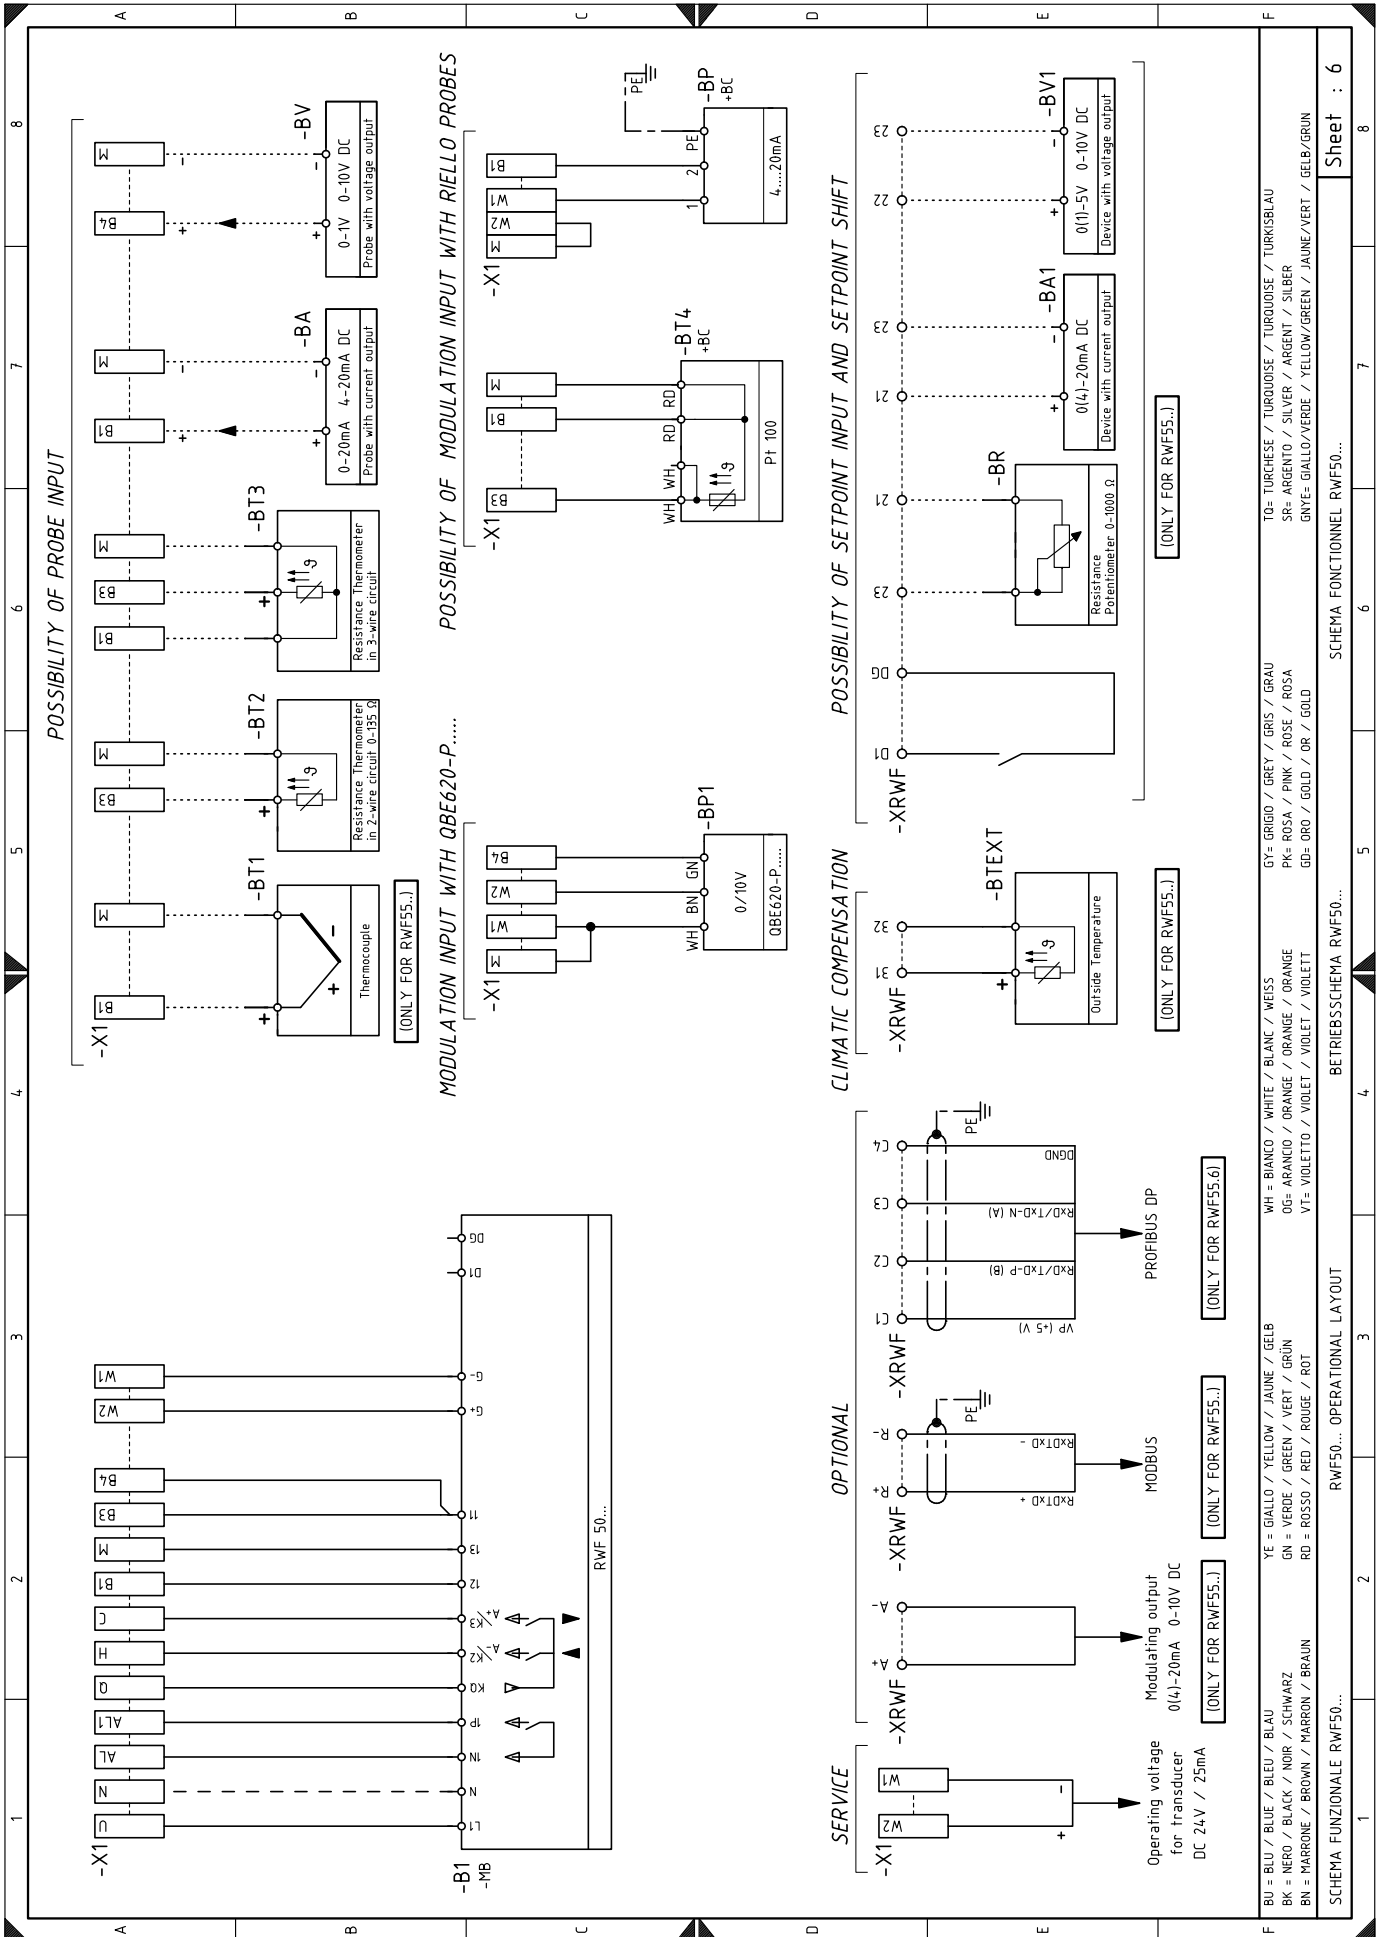 1 2 3 4 5 6 7 8
A
B
C
D
E
F
-X1
U N AL AL1 Q H C B1 M B3 B4 W2 W1
-B1
-MB
L1 N 1N 1P KQ K2/A- K3/A+ 12 13 11 G+ G- D1 DG
RWF 50...
POSSIBILITY OF PROBE INPUT
-X1
B1 M B3 M B1 B3 M B1 M B4 M
+ - + -
-BT1
+
+ -
Thermocouple
(ONLY FOR RWF55..)
-BT2
+
ϑ
Resistance Thermometer
in 2-wire circuit 0-135 Ω
-BT3
+
ϑ
Resistance Thermometer
in 3-wire circuit
-BA
+ -
0-20mA 4-20mA DC
Probe with current output
-BV
+ -
0-1V 0-10V DC
Probe with voltage output
MODULATION INPUT WITH QBE620-P.....
-X1
M W1 W2 B4
WH BN GN
-BP1
0/10V
QBE620-P.....
POSSIBILITY OF MODULATION INPUT WITH RIELLO PROBES
-X1
B3 B1 M
WH WH RD RD
-BT4
+BC
ϑ
Pt 100
-X1
M W2 W1 B1
1 2 PE
PE
-BP
+BC
4....20mA
SERVICE
-X1
W2 W1
+ -
Operating voltage
for transducer
DC 24V / 25mA
OPTIONAL
-XRWF
A+ A-
Modulating output
0(4)-20mA 0-10V DC
(ONLY FOR RWF55..)
-XRWF
R+ R-
PE
RxDTxD +
RxDTxD -
MODBUS
(ONLY FOR RWF55..)
-XRWF
C1 C2 C3 C4
PE
VP (+5 V)
RxD/TxD-P (B)
RxD/TxD-N (A)
DGND
PROFIBUS DP
(ONLY FOR RWF55.6)
CLIMATIC COMPENSATION
-XRWF
31 32
-BTEXT
+
ϑ
Outside Temperature
(ONLY FOR RWF55..)
POSSIBILITY OF SETPOINT INPUT AND SETPOINT SHIFT
-XRWF
D1 DG 23 21 21 23 22 23
-BR
Resistance
Potentiometer 0-1000 Ω
-BA1
+ -
0(4)-20mA DC
Device with current output
-BV1
+ -
0(1)-5V 0-10V DC
Device with voltage output
(ONLY FOR RWF55..)
BU = BLU / BLUE / BLEU / BLAU
BK = NERO / BLACK / NOIR / SCHWARZ
BN = MARRONE / BROWN / MARRON / BRAUN
YE = GIALLO / YELLOW / JAUNE / GELB
GN = VERDE / GREEN / VERT / GRÜN
RD = ROSSO / RED / ROUGE / ROT
WH = BIANCO / WHITE / BLANC / WEISS
OG= ARANCIO / ORANGE / ORANGE / ORANGE
VT= VIOLETTO / VIOLET / VIOLET / VIOLETT
GY= GRIGIO / GREY / GRIS / GRAU
PK= ROSA / PINK / ROSE / ROSA
GD= ORO / GOLD / OR / GOLD
TQ= TURCHESE / TURQUOISE / TURQUOISE / TURKISBLAU
SR= ARGENTO / SILVER / ARGENT / SILBER
GNYE= GIALLO/VERDE / YELLOW/GREEN / JAUNE/VERT / GELB/GRUN
SCHEMA FUNZIONALE RWF50...
RWF50... OPERATIONAL LAYOUT
BETRIEBSSCHEMA RWF50...
SCHEMA FONCTIONNEL RWF50...
Sheet : 6
1 2 3 4 5 6 7 8
A
B
C
D
E
F